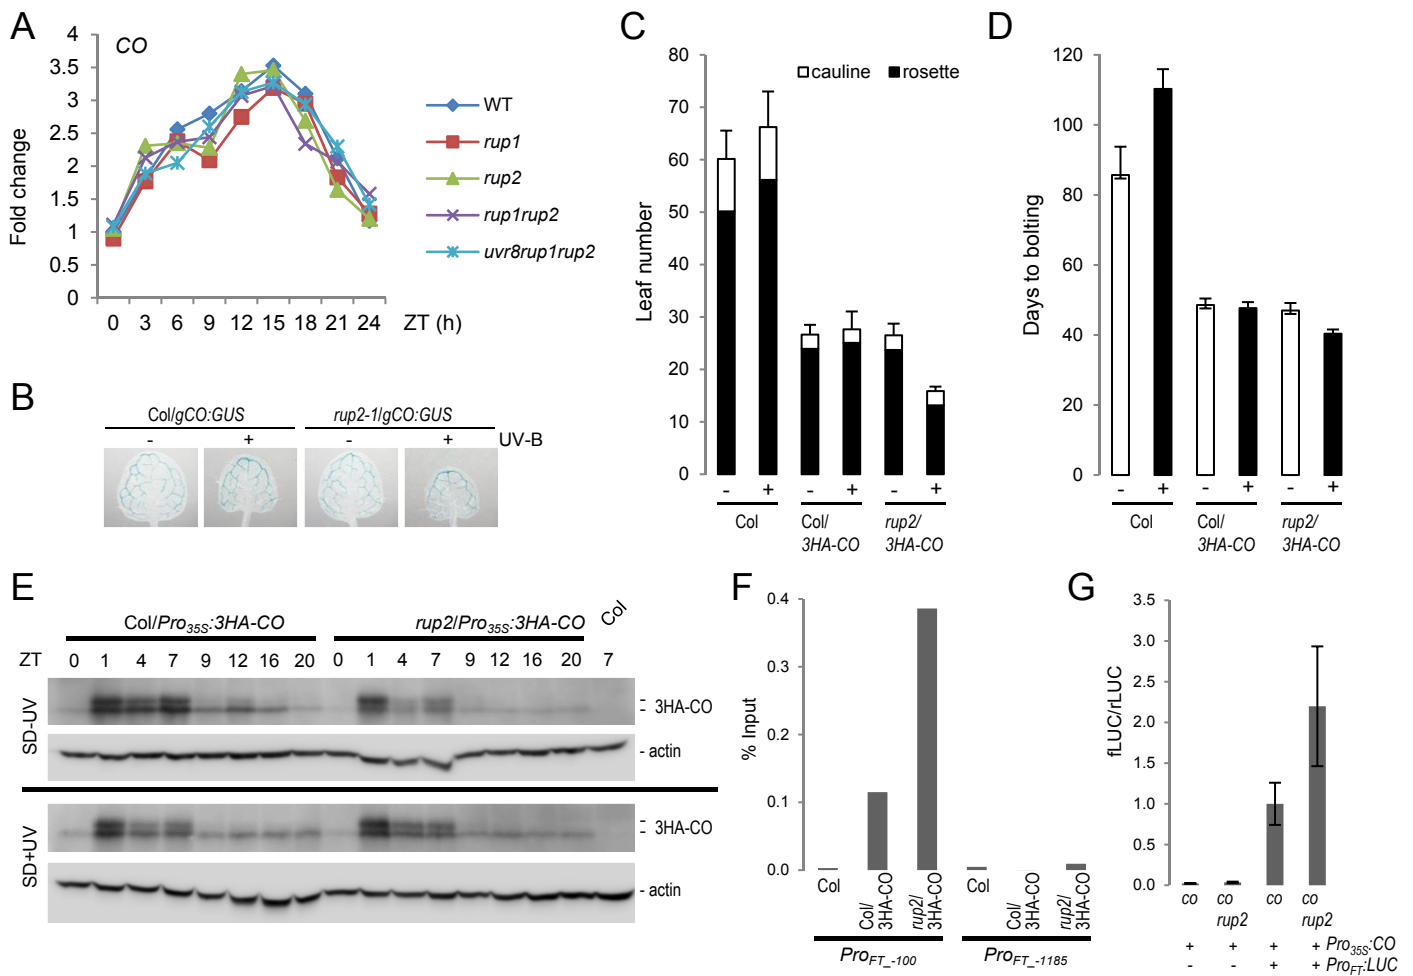 A
CO
Fold change
4
3.5
3
2.5
2
1.5
1
0.5
0
0 3 6 9 12 15 18 21 24 ZT (h)
WT
rup1
rup2
rup1rup2
uvr8rup1rup2
B
Col/gCO:GUS rup2-1/gCO:GUS
- + - + UV-B
C
cauline rosette
Leaf number
80
70
60
50
40
30
20
10
0
- + - + - +
Col Col/ rup2/
3HA-CO 3HA-CO
D
Days to bolting
120
100
80
60
40
20
0
- + - + - +
Col Col/ rup2/
3HA-CO 3HA-CO
E
Col/Pro35S:3HA-CO rup2/Pro35S:3HA-CO Col
ZT 0 1 4 7 9 12 16 20 0 1 4 7 9 12 16 20 7
SD-UV
- 3HA-CO
-
- actin
SD+UV
- 3HA-CO
-
- actin
F
% Input
0.4
0.3
0.2
0.1
0.0
Col Col/ 3HA-CO rup2/ 3HA-CO Col Col/ 3HA-CO rup2/ 3HA-CO
ProFT_-100 ProFT_-1185
G
fLUC/rLUC
3.5
3.0
2.5
2.0
1.5
1.0
0.5
0.0
co co co co
rup2 rup2
+ + + + Pro35S:CO
- - + + ProFT:LUC